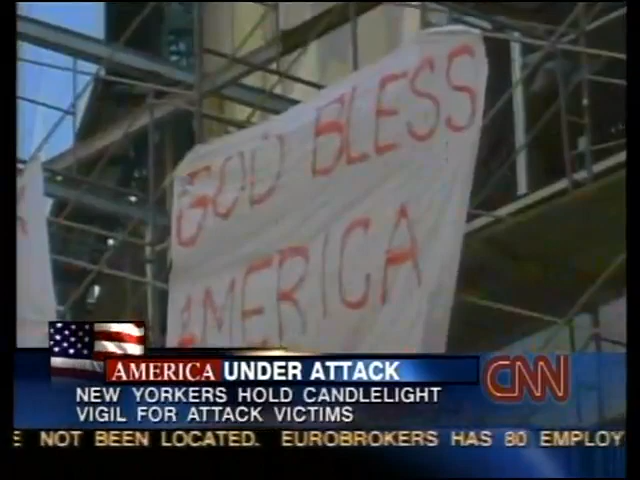 GOD BLESS
AMERICA
AMERICA UNDER ATTACK
CNN
NEW YORKERS HOLD CANDLELIGHT
VIGIL FOR ATTACK VICTIMS
NOT BEEN LOCATED. EUROBROKERS HAS 80 EMPLOY